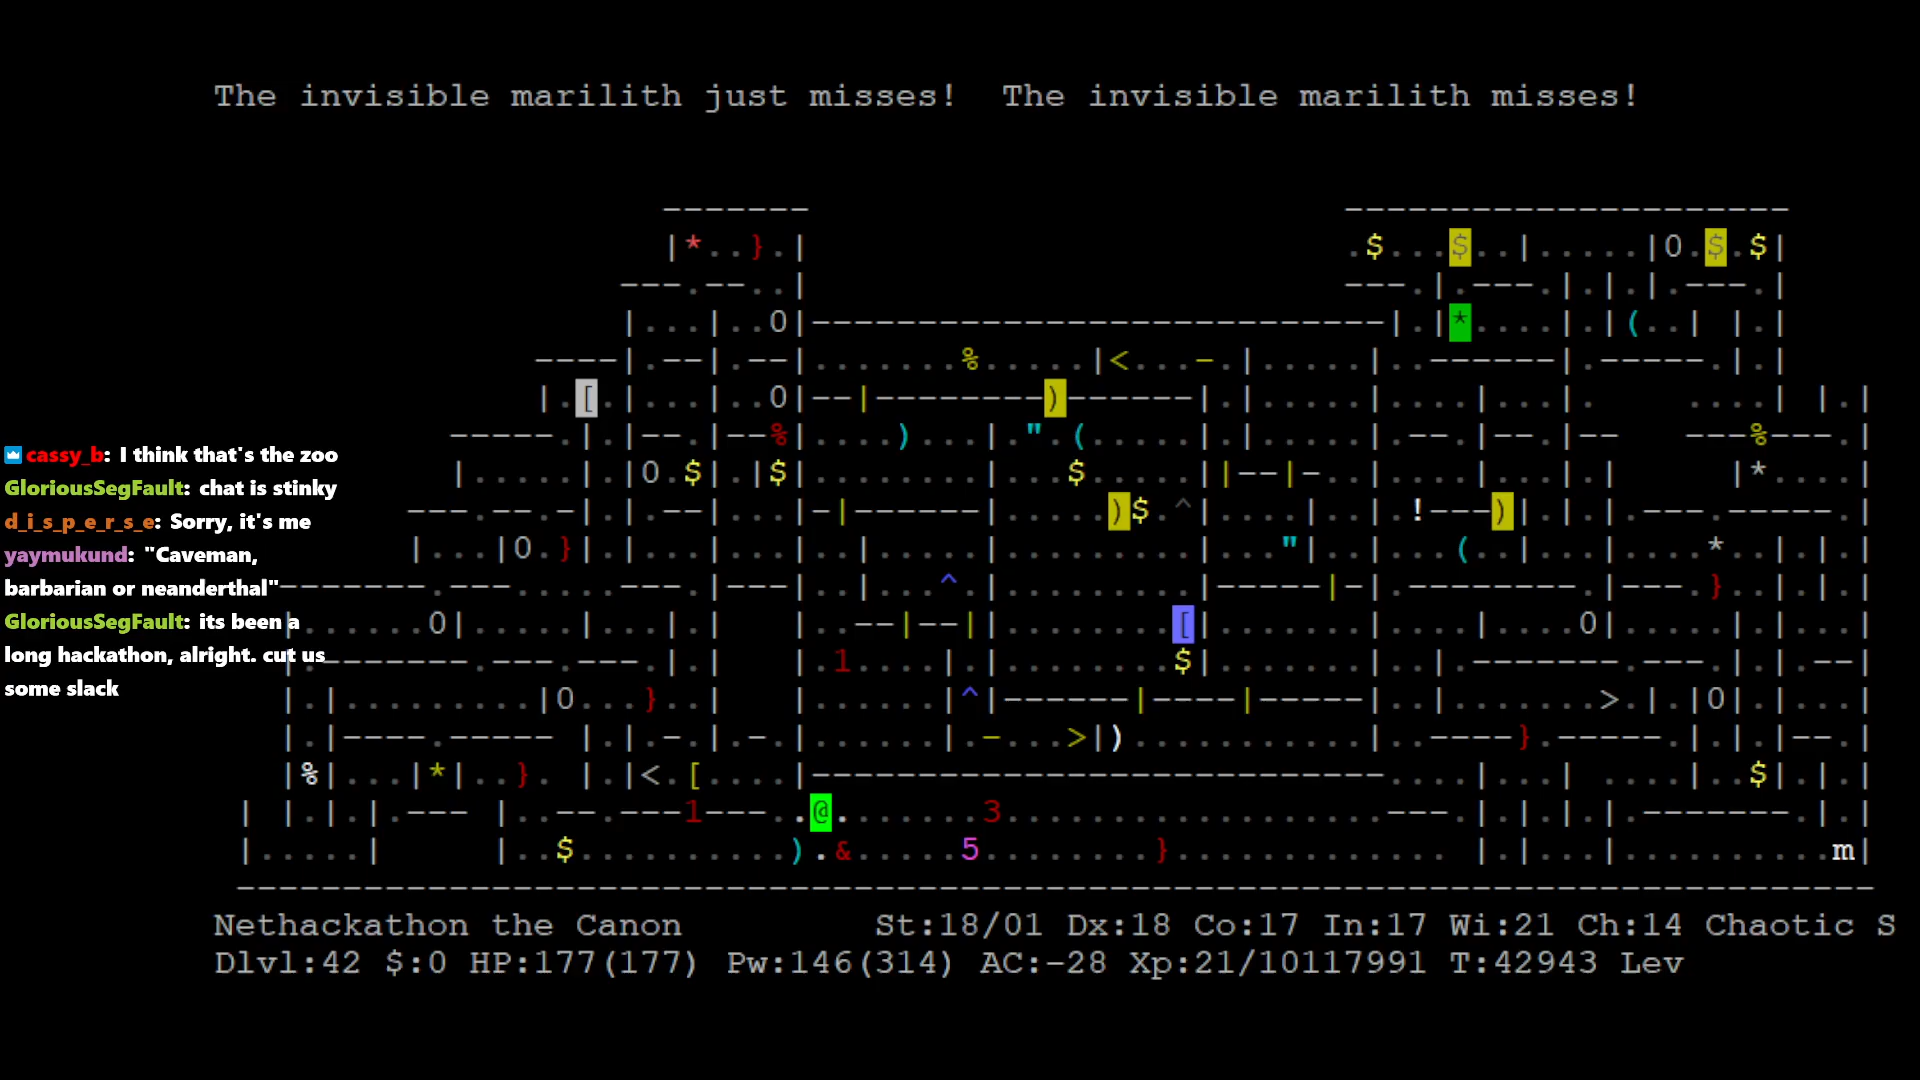 The invisible marilith just misses!  The invisible marilith misses!
cassy_b: I think that's the zoo
GloriousSegFault: chat is stinky
d_i_s_p_e_r_s_e: Sorry, it's me
yaymukund: "Caveman,
barbarian or neanderthal"
GloriousSegFault: its been a
long hackathon, alright. cut us
some slack
Nethackathon the Canon St:18/01 Dx:18 Co:17 In:17 Wi:21 Ch:14 Chaotic S
Dlvl:42 $:0 HP:177(177) Pw:146(314) AC:-28 Xp:21/10117991 T:42943 Lev